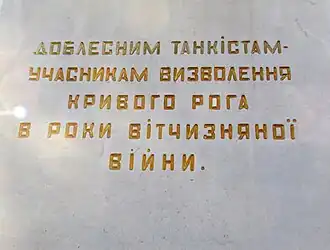 ДОБЛЕСНИМ ТАНКІСТАМ-
УЧАСНИКАМ ВИЗВОЛЕННЯ
КРИВОГО РОГА
В РОКИ ВІТЧИЗНЯНОЇ
ВІЙНИ.